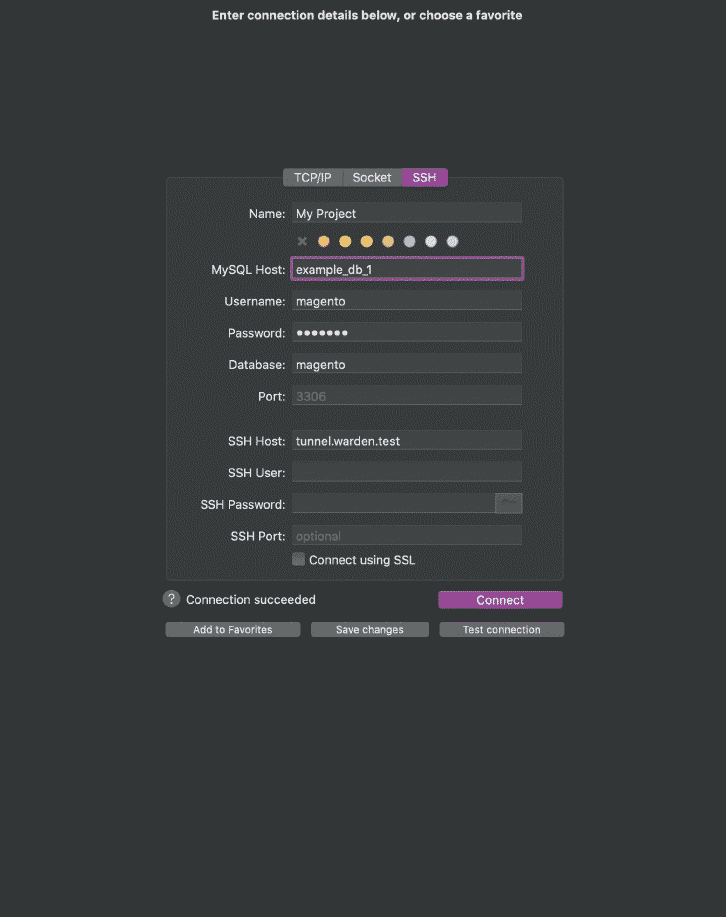 Enter connection details below, or choose a favorite
TCP/IP Socket SSH
Name: My Project
MySQL Host: example_db_1
Username: magento
Password: •••••••
Database: magento
Port: 3306
SSH Host: tunnel.warden.test
SSH User:
SSH Password:
SSH Port: optional
Connect using SSL
? Connection succeeded Connect
Add to Favorites Save changes Test connection